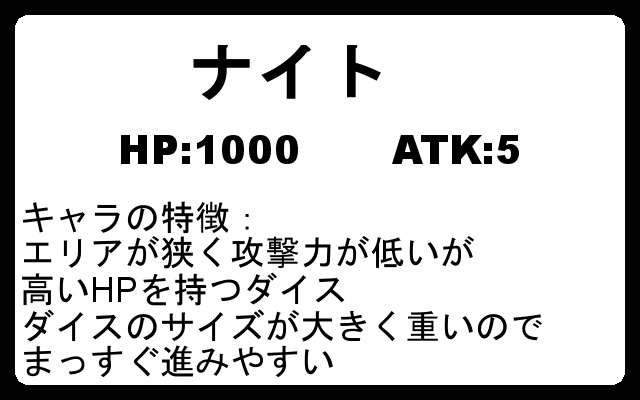 ナイト
HP:1000 ATK:5
キャラの特徴：
エリアが狭く攻撃力が低いが
高いHPを持つダイス
ダイスのサイズが大きく重いので
まっすぐ進みやすい